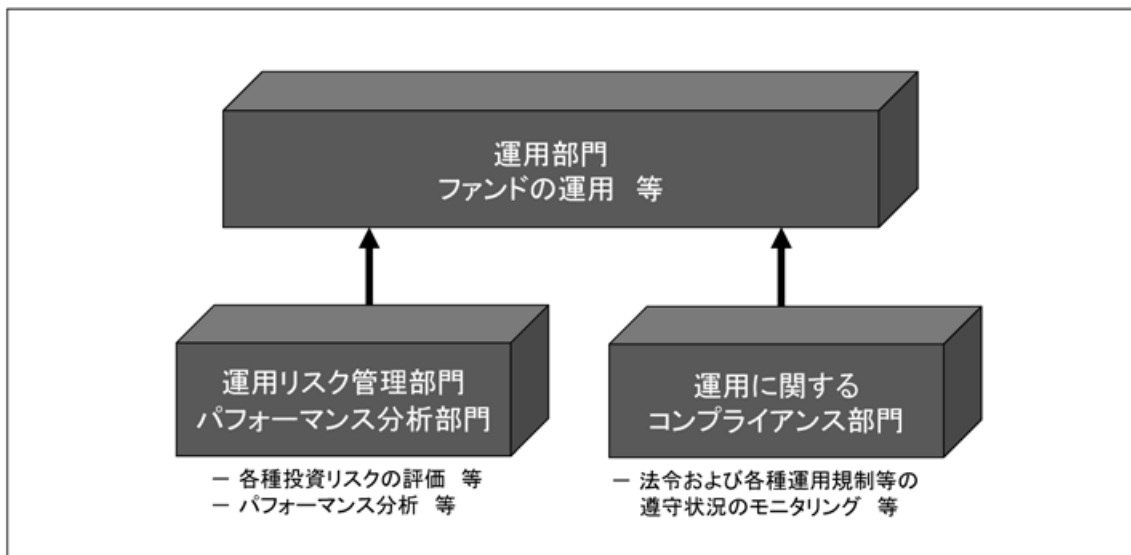 運用部門
ファンドの運用　等
運用リスク管理部門
パフォーマンス分析部門
運用に関する
コンプライアンス部門
－ 各種投資リスクの評価　等
－ パフォーマンス分析　等
－ 法令および各種運用規制等の
遵守状況のモニタリング　等